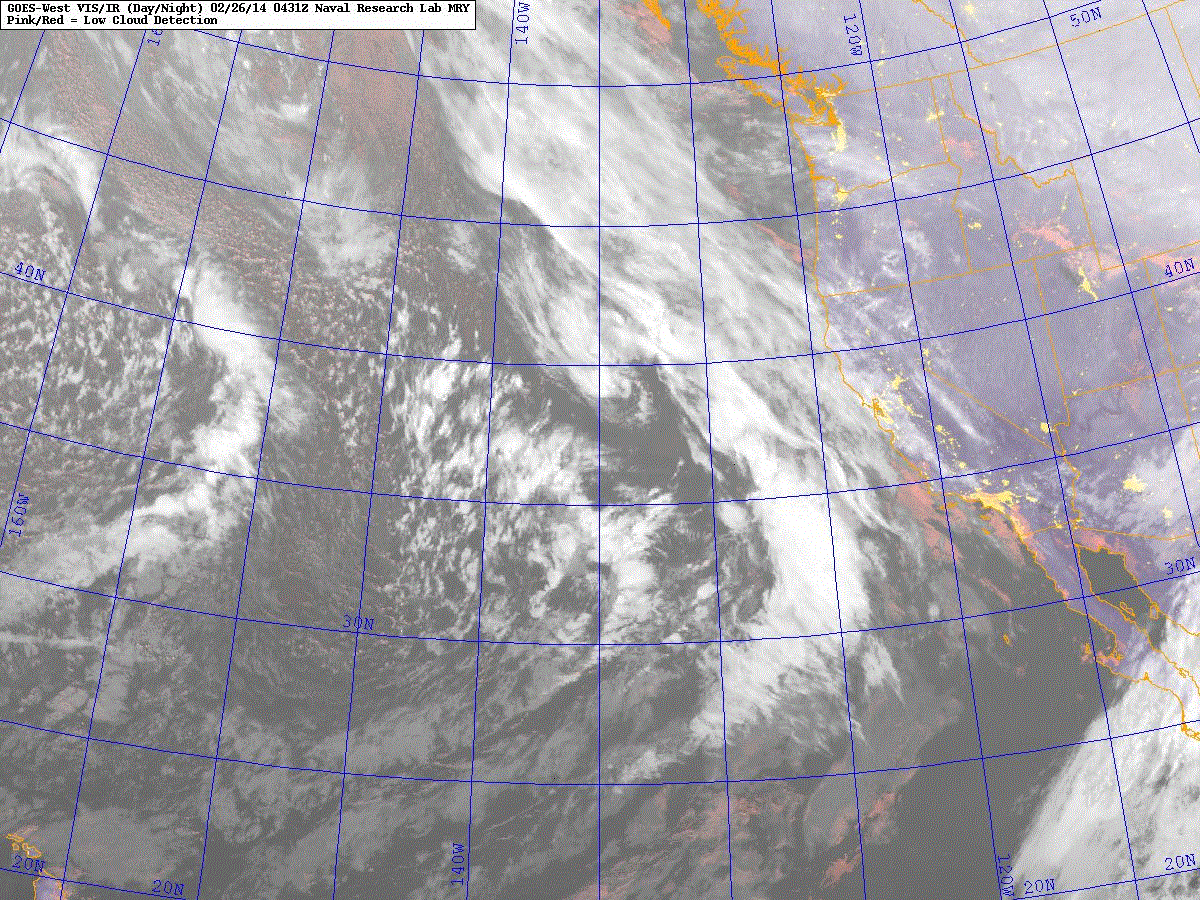 GOES-West VIS/IR (Day/Night) 02/26/14 0431Z Naval Research Lab MRY
Pink/Red = Low Cloud Detection
16
140W
120W
50N
40N
40N
160W
30N
30N
140W
20N
20N
120W
20N
20N